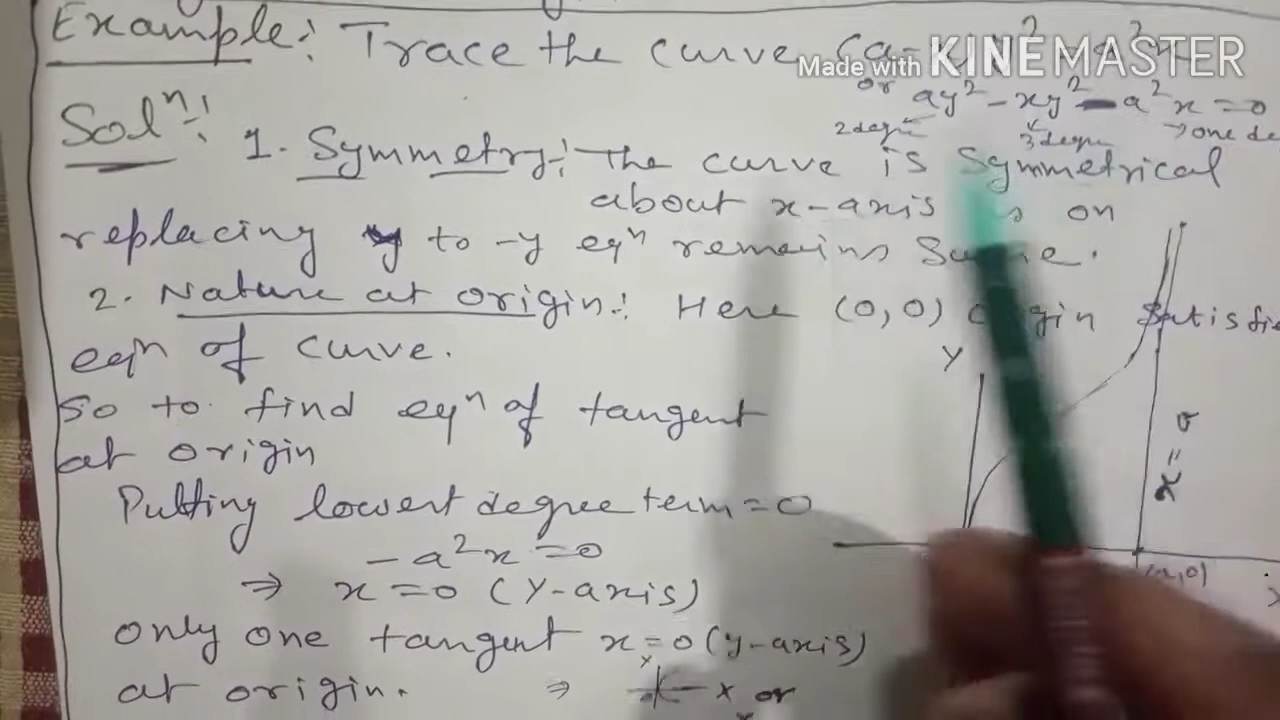 Example: Trace the curve
Made with KINEMASTER
or ay² - xy² - a²x = 0
2 degree 3 degree → one de
Solⁿ:
1. Symmetry: The curve is Symmetrical
about x-axis on
replacing y to -y eqⁿ remains Same.
2. Nature at origin: Here (0,0) origin Satisfie
eqⁿ of curve.
So to find eqⁿ of tangent
at origin
Putting lowest degree term = 0
-a²x = 0
⇒ x = 0 (Y-axis)
only one tangent x = 0 (y-axis)
at origin. ⇒ x or
Y
x = a
(a,0)
X